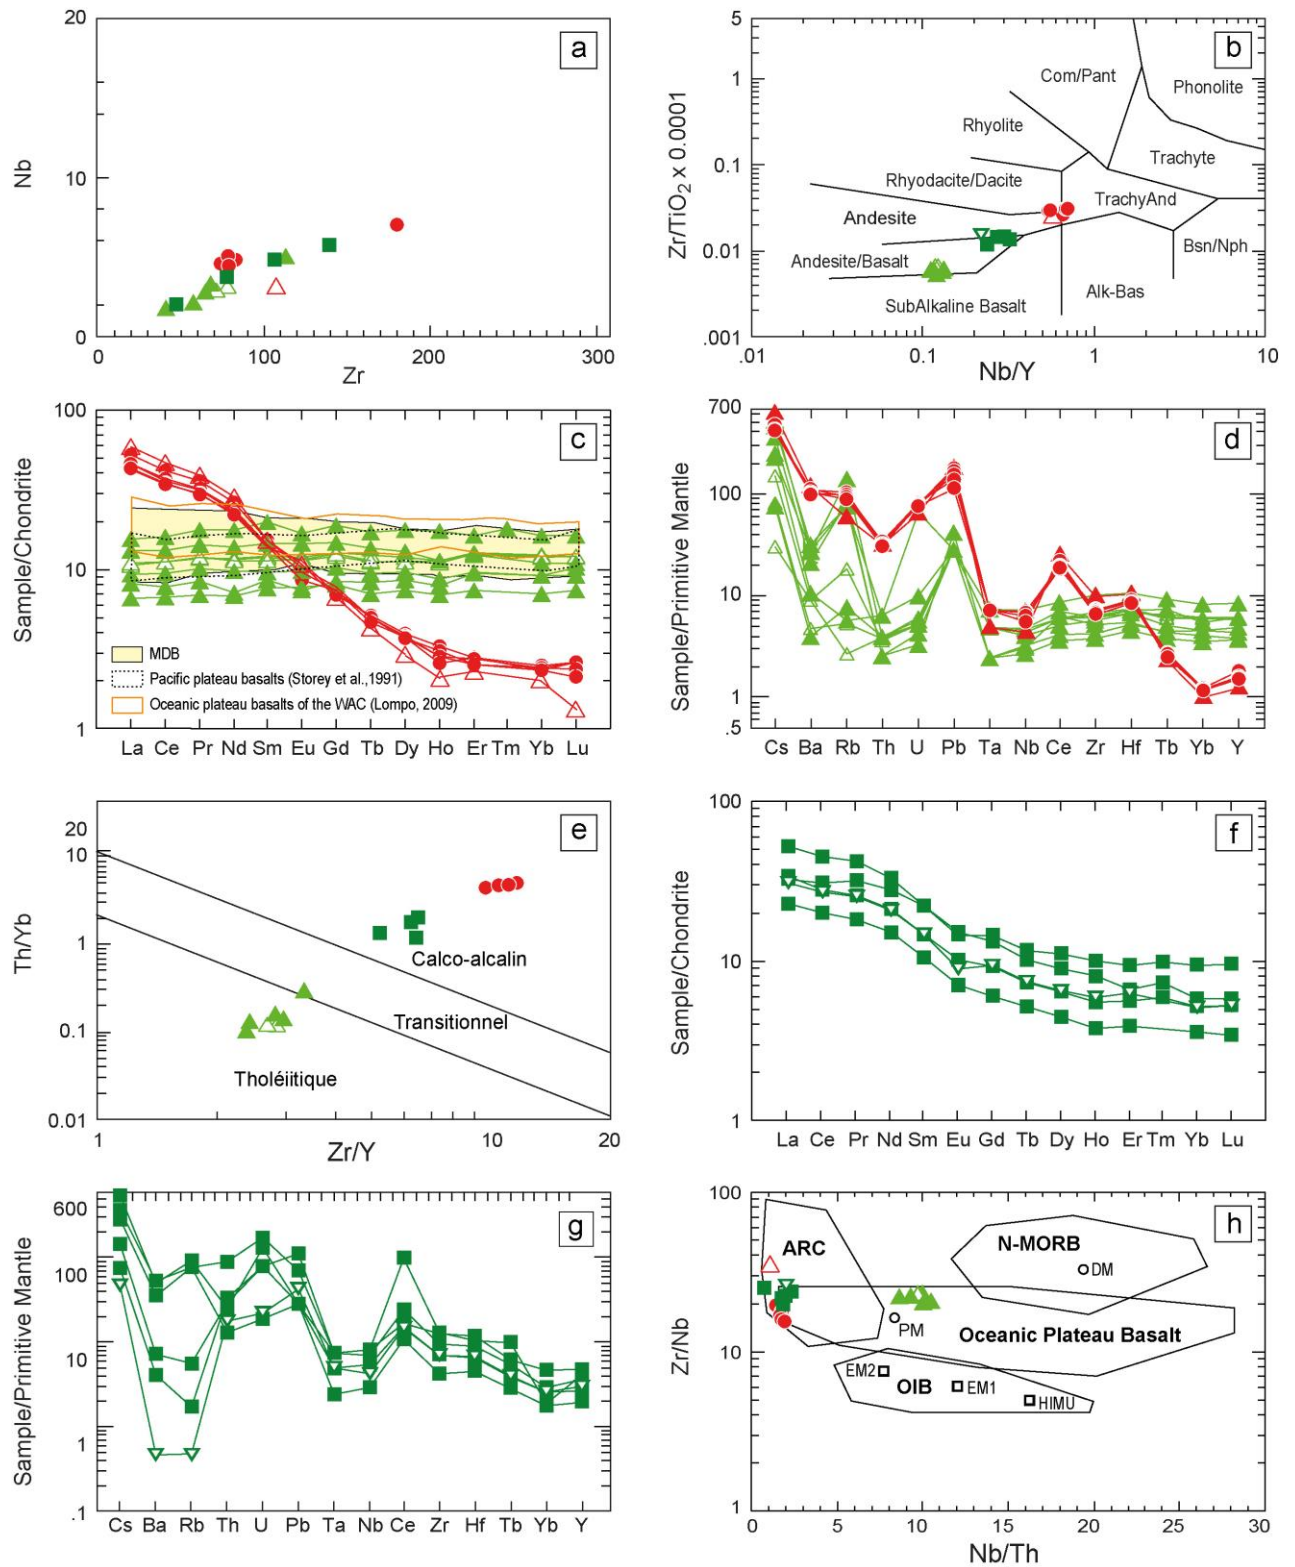 20
10
0
Nb
0 100 200 300
Zr
a
5
1
0.1
0.01
.001
Zr/TiO2 x 0.0001
.01 0.1 1 10
Nb/Y
b
Com/Pant
Phonolite
Rhyolite
Trachyte
Rhyodacite/Dacite
TrachyAnd
Andesite
Andesite/Basalt
Bsn/Nph
SubAlkaline Basalt
Alk-Bas
100
10
1
Sample/Chondrite
c
MDB
Pacific plateau basalts (Storey et al.,1991)
Oceanic plateau basalts of the WAC (Lompo, 2009)
La Ce Pr Nd Sm Eu Gd Tb Dy Ho Er Tm Yb Lu
700
100
10
1
.5
Sample/Primitive Mantle
d
Cs Ba Rb Th U Pb Ta Nb Ce Zr Hf Tb Yb Y
20
10
1
0.1
0.01
Th/Yb
e
Calco-alcalin
Transitionnel
Tholéiitique
1 10 20
Zr/Y
100
10
1
Sample/Chondrite
f
La Ce Pr Nd Sm Eu Gd Tb Dy Ho Er Tm Yb Lu
600
100
10
1
.1
Sample/Primitive Mantle
g
Cs Ba Rb Th U Pb Ta Nb Ce Zr Hf Tb Yb Y
100
10
1
Zr/Nb
h
ARC
N-MORB
DM
PM
Oceanic Plateau Basalt
EM2
OIB
EM1
HIMU
0 5 10 15 20 25 30
Nb/Th